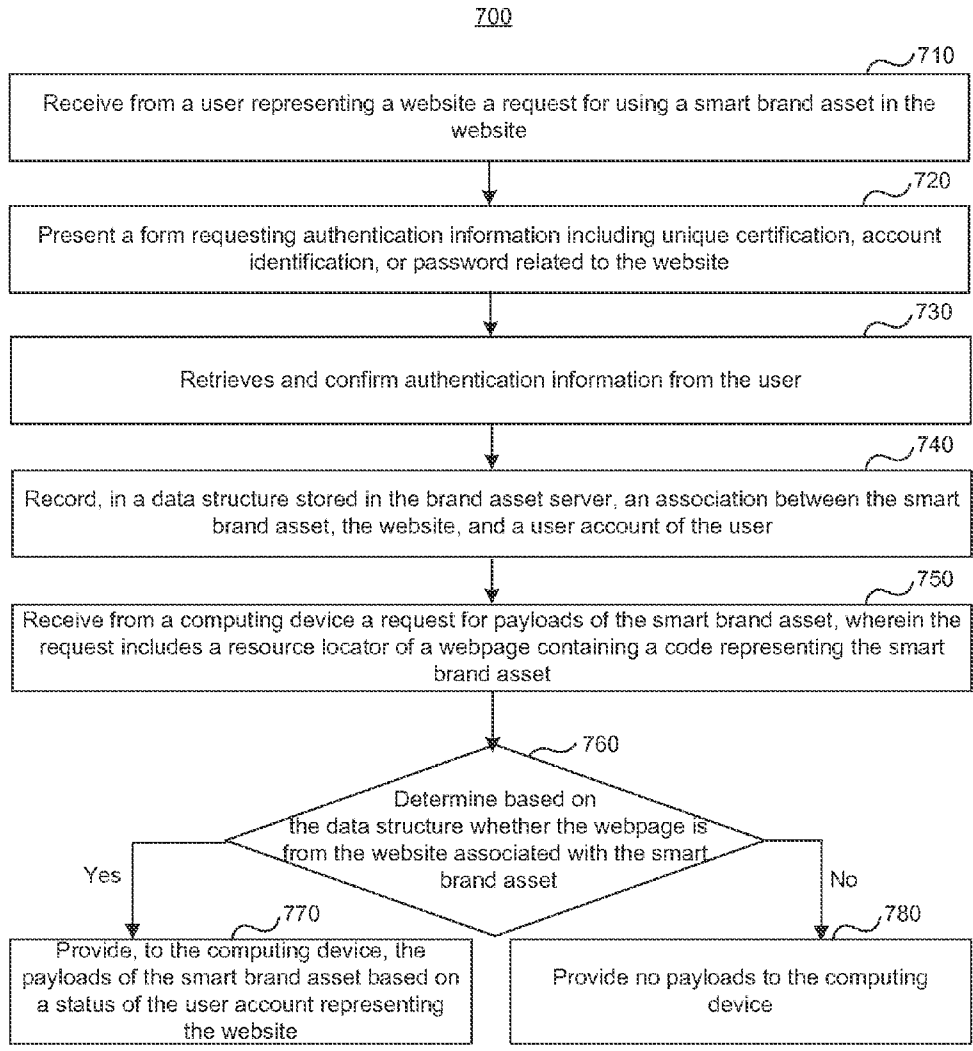 700
710
Receive from a user representing a website a request for using a smart brand asset in the
website
720
Present a form requesting authentication information including unique certification, account
identification, or password related to the website
730
Retrieves and confirm authentication information from the user
740
Record, in a data structure stored in the brand asset server, an association between the smart
brand asset, the website, and a user account of the user
750
Receive from a computing device a request for payloads of the smart brand asset, wherein the
request includes a resource locator of a webpage containing a code representing the smart
brand asset
760
Determine based on
the data structure whether the webpage is
from the website associated with the smart
brand asset
Yes
No
770
Provide, to the computing device, the
payloads of the smart brand asset based on
a status of the user account representing
the website
780
Provide no payloads to the computing
device